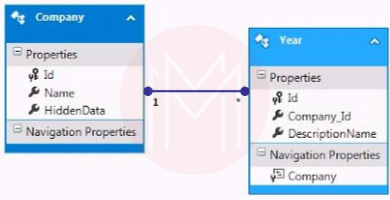 Company
Properties
Id
Name
HiddenData
Navigation Properties
1
*
Year
Properties
Id
Company_Id
DescriptionName
Navigation Properties
Company